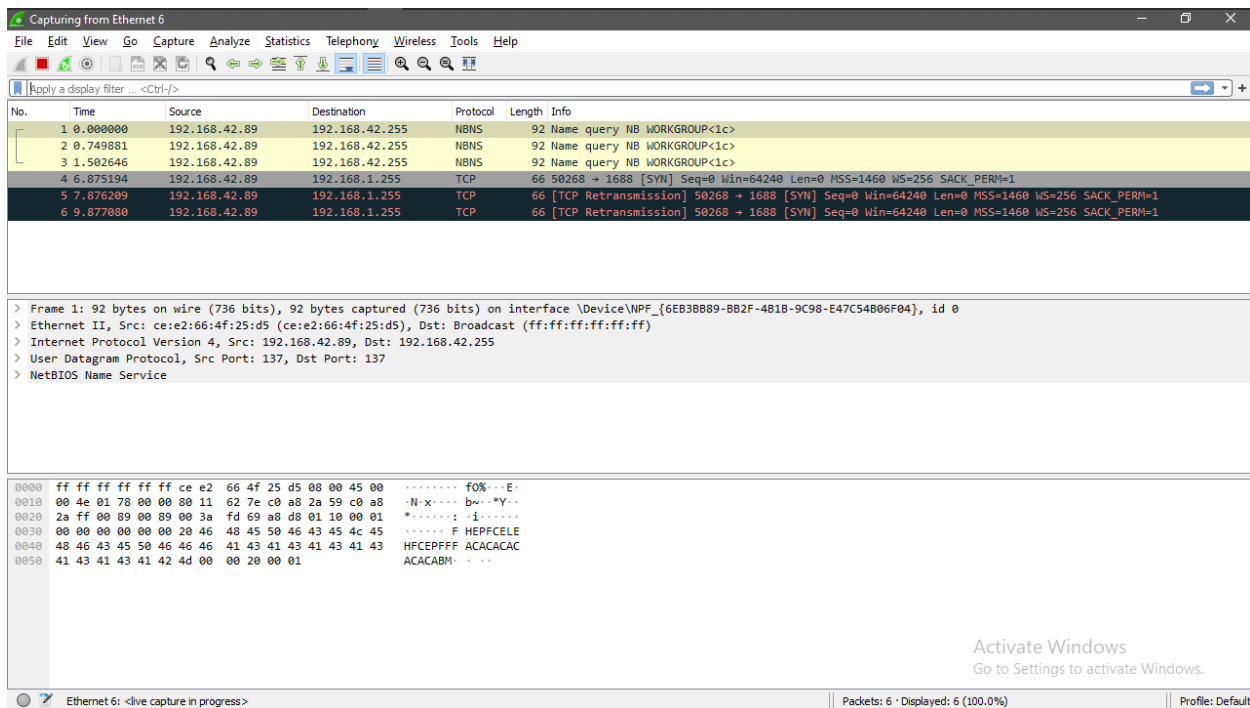 Capturing from Ethernet 6
File Edit View Go Capture Analyze Statistics Telephony Wireless Tools Help
Apply a display filter ... <Ctrl-/>
No. Time Source Destination Protocol Length Info
1 0.000000 192.168.42.89 192.168.42.255 NBNS 92 Name query NB WORKGROUP<1c>
2 0.749881 192.168.42.89 192.168.42.255 NBNS 92 Name query NB WORKGROUP<1c>
3 1.502646 192.168.42.89 192.168.42.255 NBNS 92 Name query NB WORKGROUP<1c>
4 6.875194 192.168.42.89 192.168.1.255 TCP 66 50268 → 1688 [SYN] Seq=0 Win=64240 Len=0 MSS=1460 WS=256 SACK_PERM=1
5 7.876209 192.168.42.89 192.168.1.255 TCP 66 [TCP Retransmission] 50268 → 1688 [SYN] Seq=0 Win=64240 Len=0 MSS=1460 WS=256 SACK_PERM=1
6 9.877080 192.168.42.89 192.168.1.255 TCP 66 [TCP Retransmission] 50268 → 1688 [SYN] Seq=0 Win=64240 Len=0 MSS=1460 WS=256 SACK_PERM=1
> Frame 1: 92 bytes on wire (736 bits), 92 bytes captured (736 bits) on interface \Device\NPF_{6EB3BB89-BB2F-4B1B-9C98-E47C54B06F04}, id 0
> Ethernet II, Src: ce:e2:66:4f:25:d5 (ce:e2:66:4f:25:d5), Dst: Broadcast (ff:ff:ff:ff:ff:ff)
> Internet Protocol Version 4, Src: 192.168.42.89, Dst: 192.168.42.255
> User Datagram Protocol, Src Port: 137, Dst Port: 137
> NetBIOS Name Service
0000 ff ff ff ff ff ff ce e2 66 4f 25 d5 08 00 45 00 ········ fO%···E·
0010 00 4e 01 78 00 00 80 11 62 7e c0 a8 2a 59 c0 a8 ·N·x···· b~··*Y··
0020 2a ff 00 89 00 89 00 3a fd 69 a8 d8 01 10 00 01 *······: ·i······
0030 00 00 00 00 00 00 20 46 48 45 50 46 43 45 4c 45 ······ F HEPFCELE
0040 48 46 43 45 50 46 46 46 41 43 41 43 41 43 41 43 HFCEPFFF ACACACAC
0050 41 43 41 43 41 42 4d 00 00 20 00 01 ACACABM· · ··
Activate Windows
Go to Settings to activate Windows.
Ethernet 6: <live capture in progress> Packets: 6 · Displayed: 6 (100.0%) Profile: Default